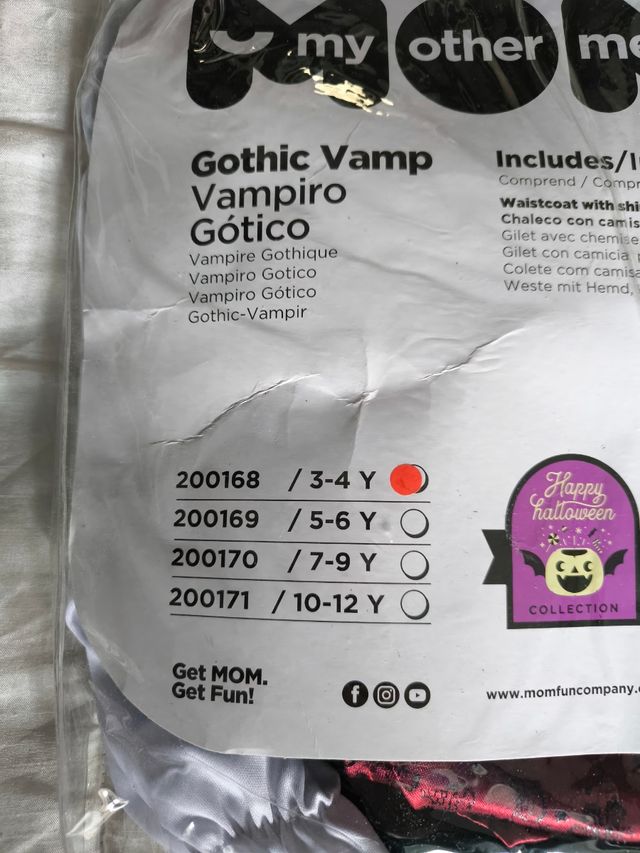 my other me
Gothic Vamp
Vampiro
Gótico
Vampire Gothique
Vampiro Gotico
Vampiro Gótico
Gothic-Vampir
Includes/
Comprend /
Waistcoat with
Chaleco con
Gilet avec chemise
Gilet con camicia
Colete com
Weste mit Hemd,
200168 / 3-4 Y
200169 / 5-6 Y
200170 / 7-9 Y
200171 / 10-12 Y
Happy
halloween
COLLECTION
Get MOM.
Get Fun!
www.momfuncompany.